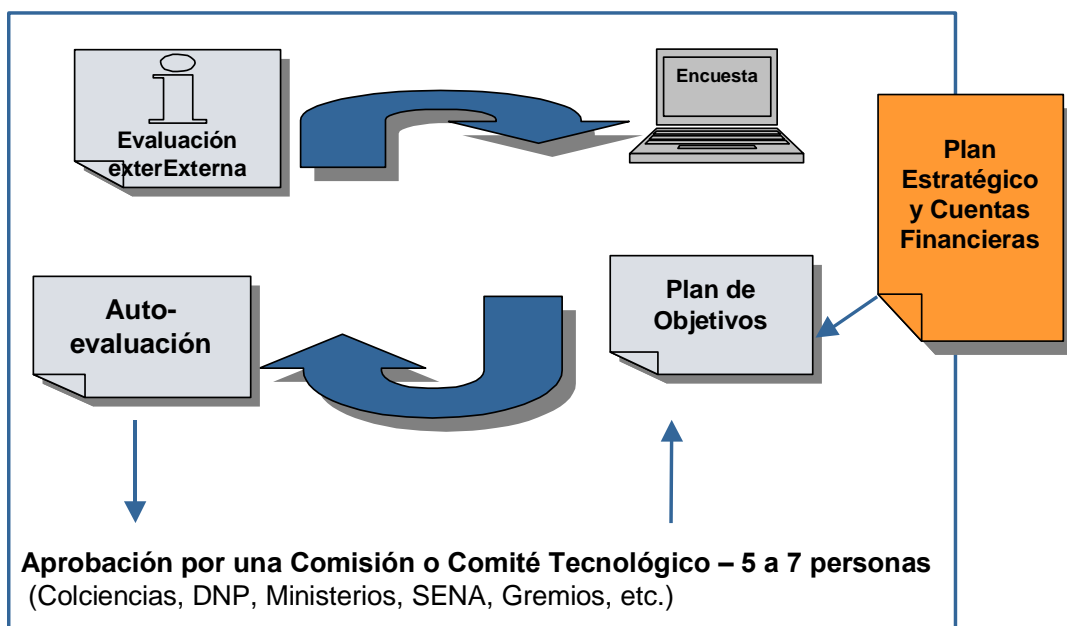 Encuesta
Evaluación
exterExterna
Plan
Estratégico
y Cuentas
Financieras
Auto-
evaluación
Plan de
Objetivos
Aprobación por una Comisión o Comité Tecnológico – 5 a 7 personas
(Colciencias, DNP, Ministerios, SENA, Gremios, etc.)